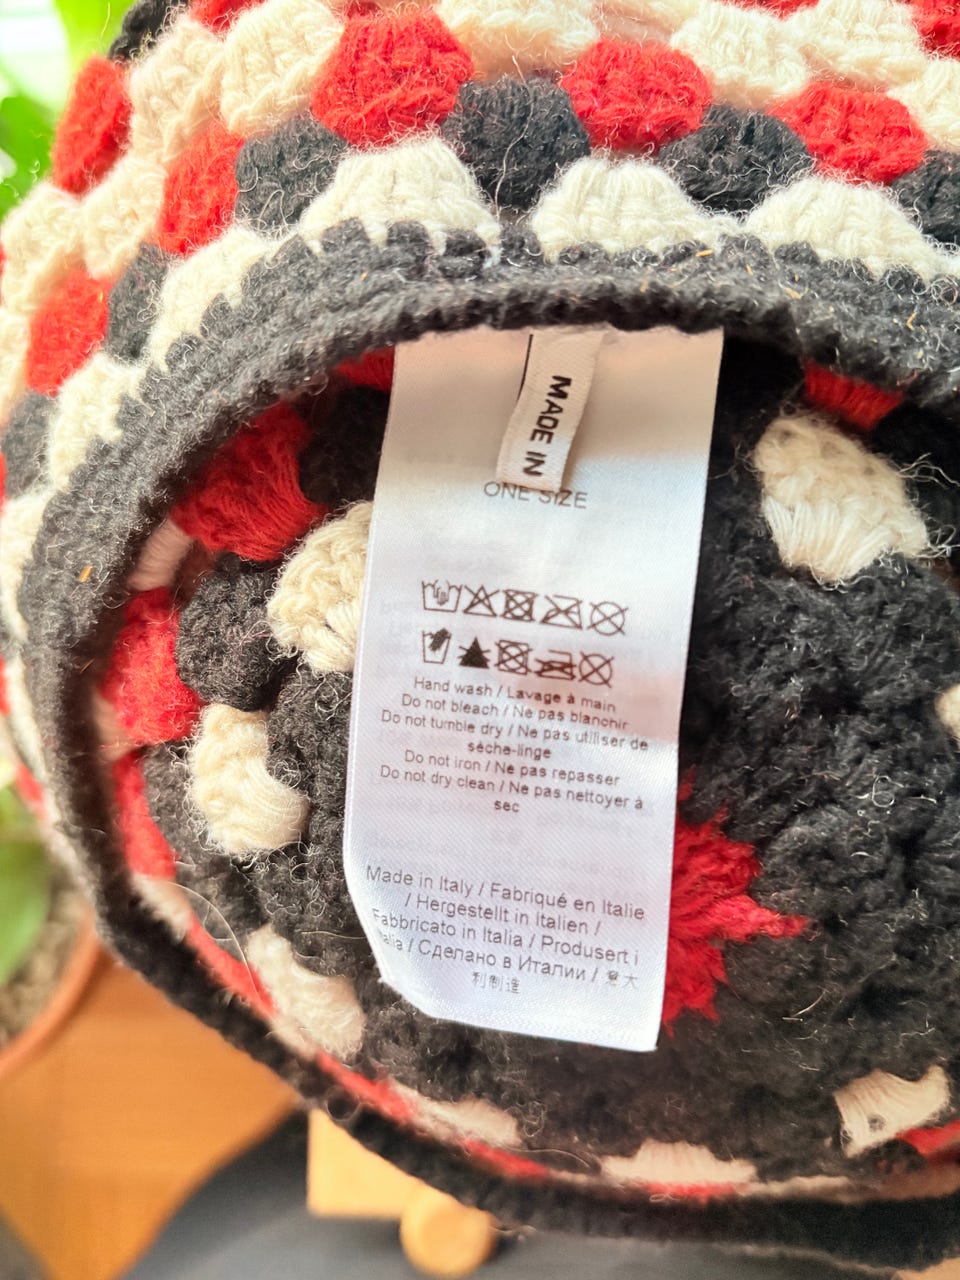 MADE IN
ONE SIZE
Hand wash / Lavage à main
Do not bleach / Ne pas blanchir
Do not tumble dry / Ne pas utiliser de
sèche-linge
Do not iron / Ne pas repasser
Do not dry clean / Ne pas nettoyer à
sec
Made in Italy / Fabriqué en Italie
/ Hergestellt in Italien /
Fabbricato in Italia / Produsert i
/ Сделано в Италии / 意大
利制造